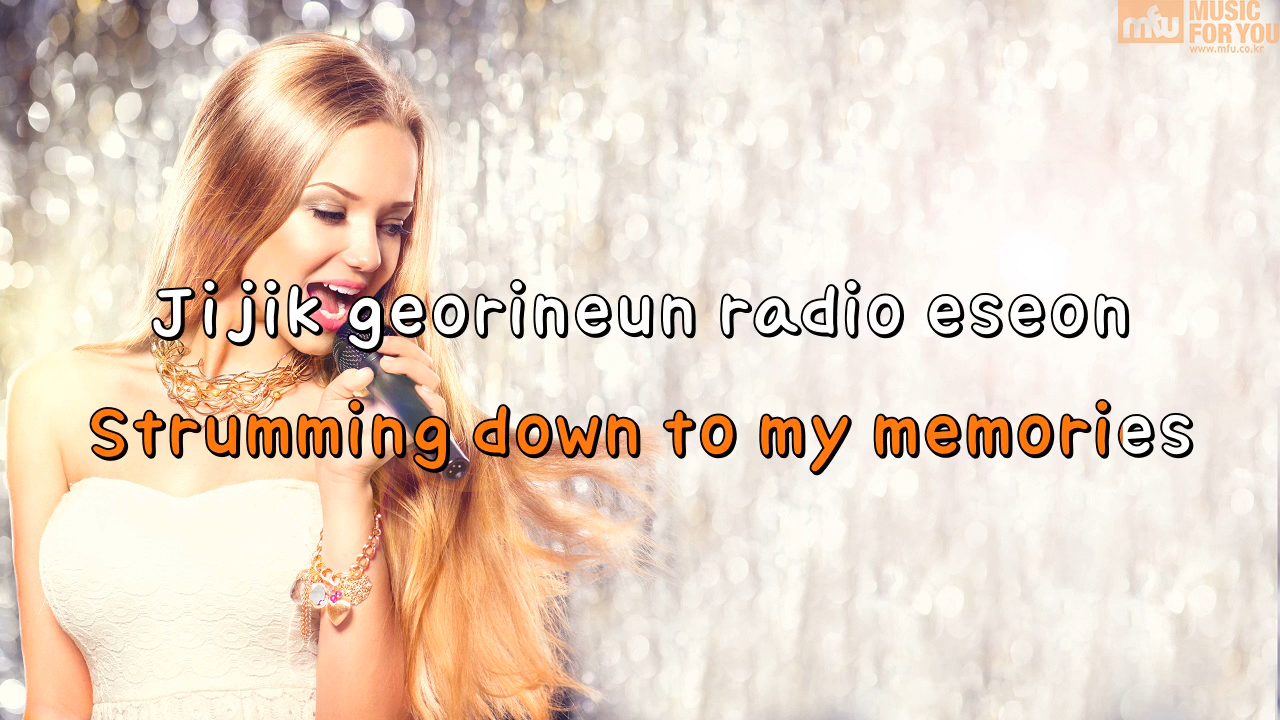 mfu MUSIC
FOR YOU
www.mfu.co.kr
Jijik georineun radio eseon
Strumming down to my memories